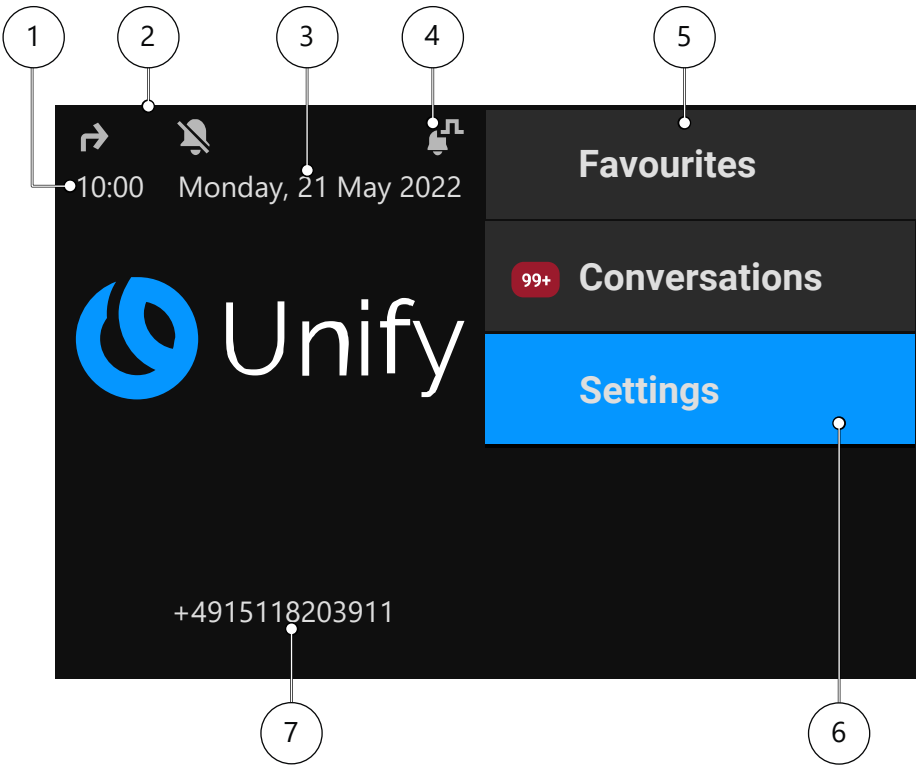 1 2 3 4 5
10:00 Monday, 21 May 2022
Favourites
99+ Conversations
Unify
Settings
+4915118203911
7 6